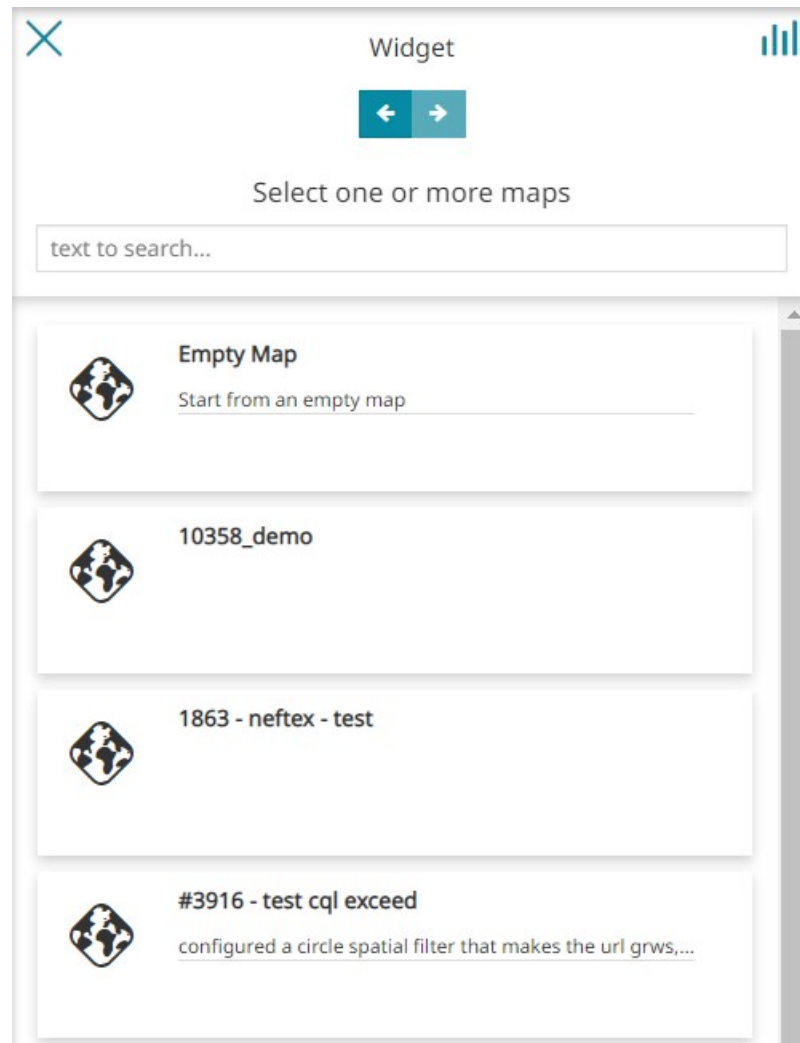 Widget
Select one or more maps
text to search...
Empty Map
Start from an empty map
10358_demo
1863 - neftex - test
#3916 - test cql exceed
configured a circle spatial filter that makes the url grws,...